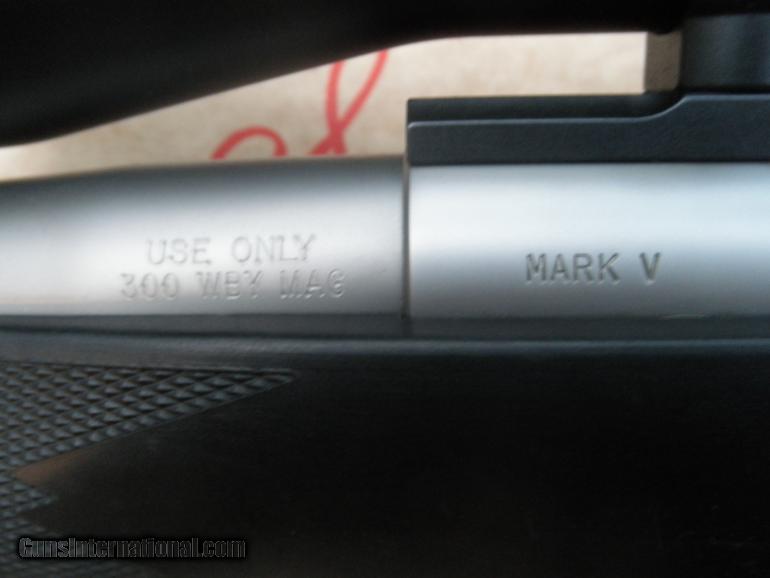 USE ONLY
300 WBY MAG
MARK V
GunsInternational.com